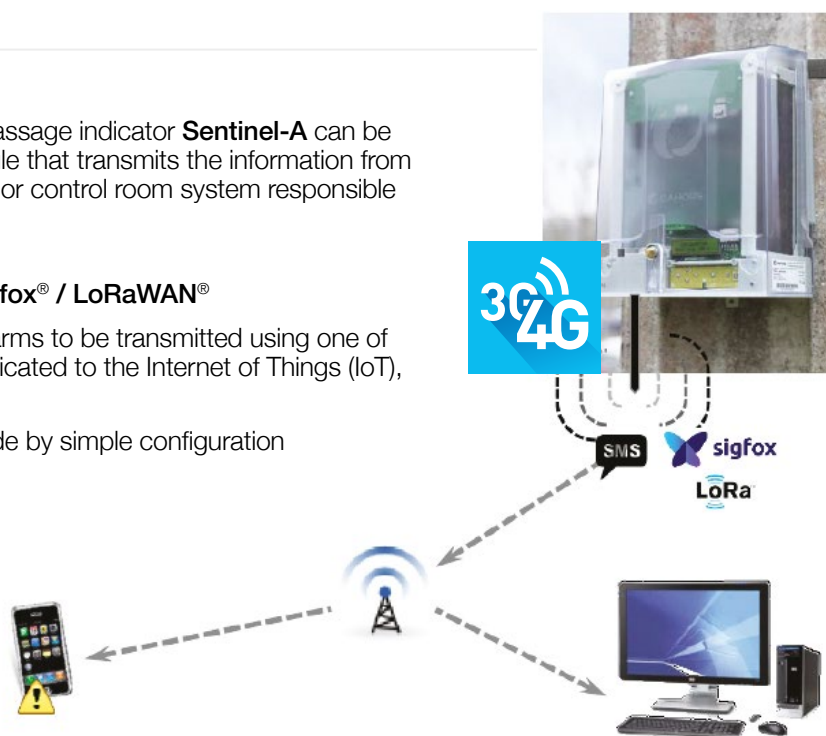 assage indicator Sentinel-A can be
le that transmits the information from
or control room system responsible
fox® / LoRaWAN®
arms to be transmitted using one of
icated to the Internet of Things (IoT),
de by simple configuration
3G
4G
SMS
sigfox
LoRa